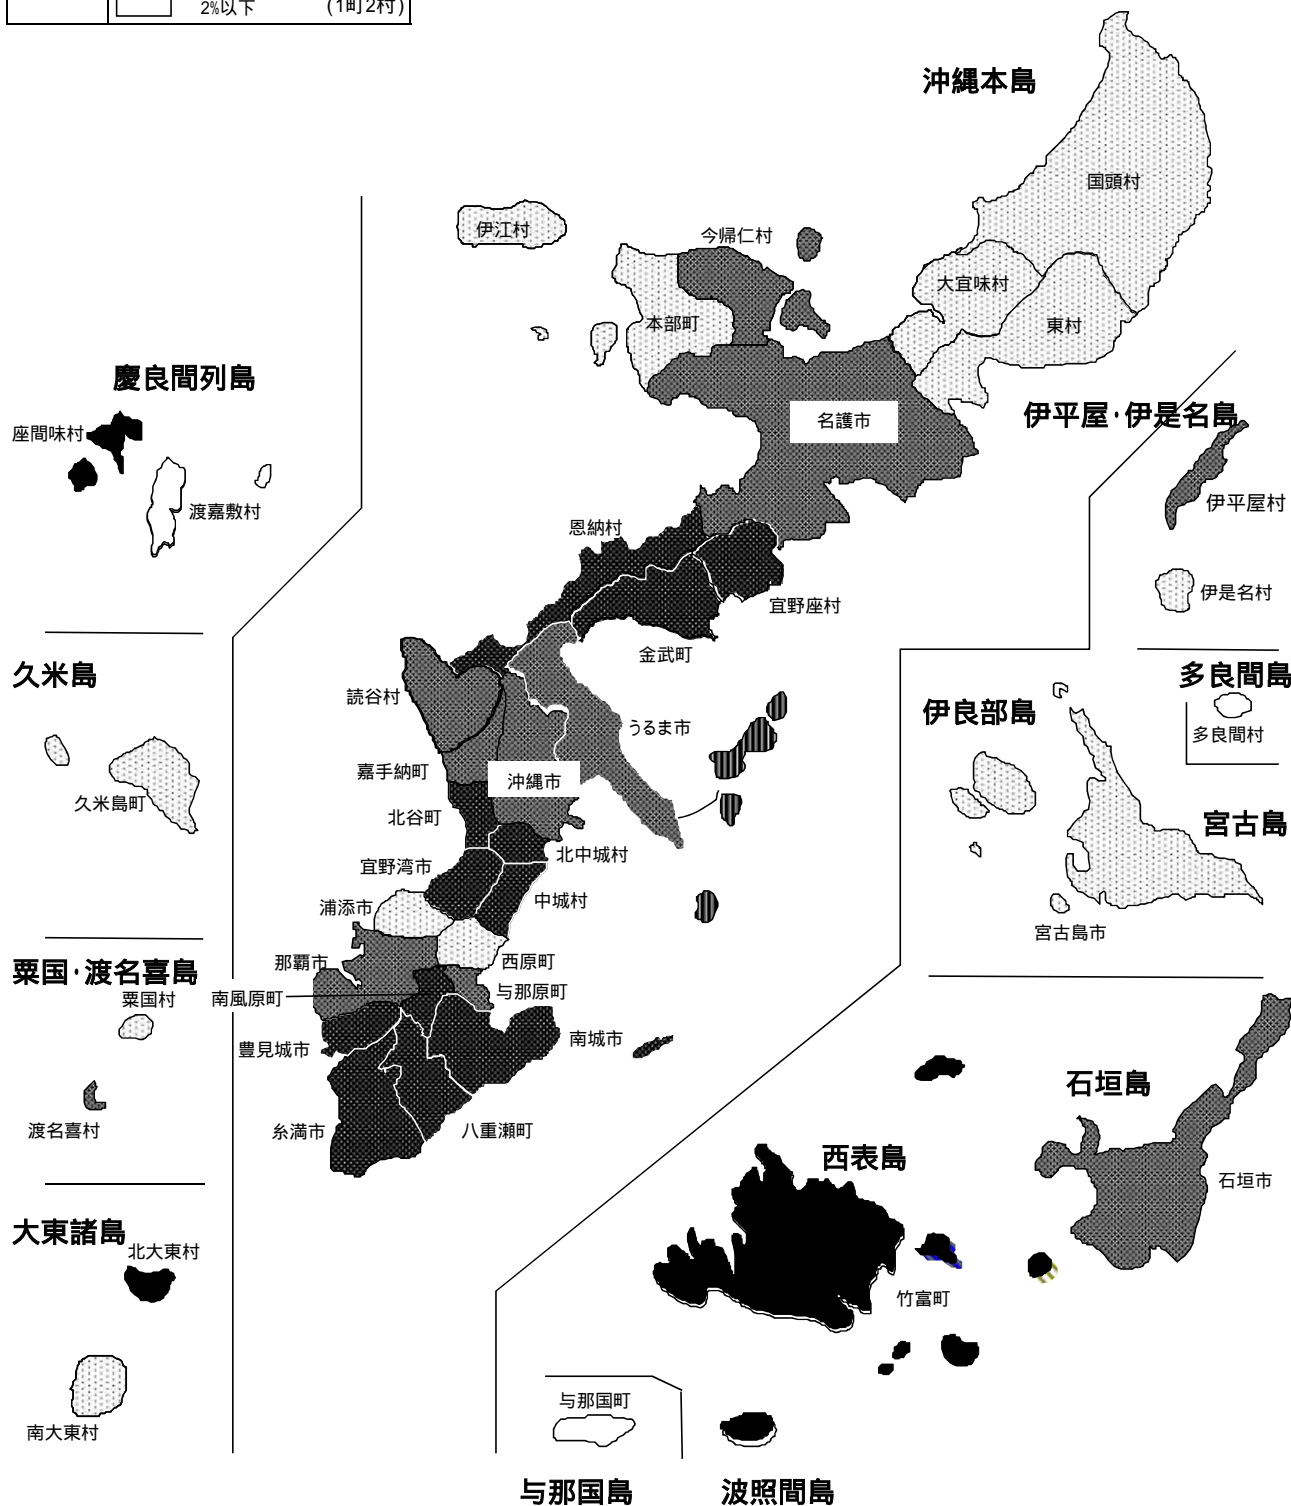 2%以下 (1町2村)
沖縄本島
国頭村
伊江村
今帰仁村
大宜味村
本部町
東村
慶良間列島
伊平屋・伊是名島
名護市
座間味村
伊平屋村
渡嘉敷村
恩納村
伊是名村
宜野座村
金武町
久米島
多良間島
読谷村
伊良部島
うるま市
多良間村
嘉手納町
沖縄市
久米島町
北谷町
宮古島
北中城村
宜野湾市
中城村
浦添市
宮古島市
那覇市
西原町
粟国・渡名喜島
粟国村
南風原町
与那原町
南城市
豊見城市
石垣島
渡名喜村
糸満市
八重瀬町
西表島
石垣市
大東諸島
北大東村
竹富町
与那国町
南大東村
与那国島
波照間島